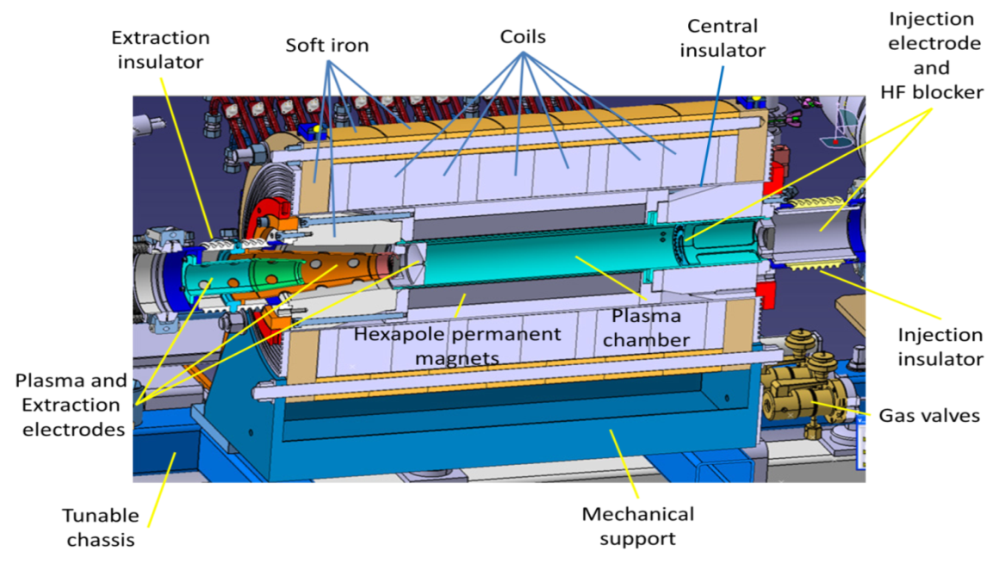 Extraction
insulator
Soft iron
Coils
Central
insulator
Injection
electrode
and
HF blocker
Hexapole permanent
magnets
Plasma
chamber
Injection
insulator
Plasma and
Extraction
electrodes
Gas valves
Tunable
chassis
Mechanical
support